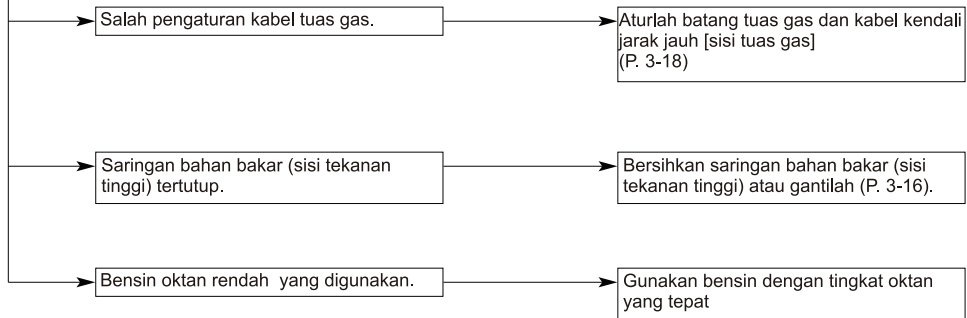 Salah pengaturan kabel tuas gas.
Aturlah batang tuas gas dan kabel kendali
jarak jauh [sisi tuas gas]
(P. 3-18)
Saringan bahan bakar (sisi tekanan
tinggi) tertutup.
Bersihkan saringan bahan bakar (sisi
tekanan tinggi) atau gantilah (P. 3-16).
Bensin oktan rendah  yang digunakan.
Gunakan bensin dengan tingkat oktan
yang tepat